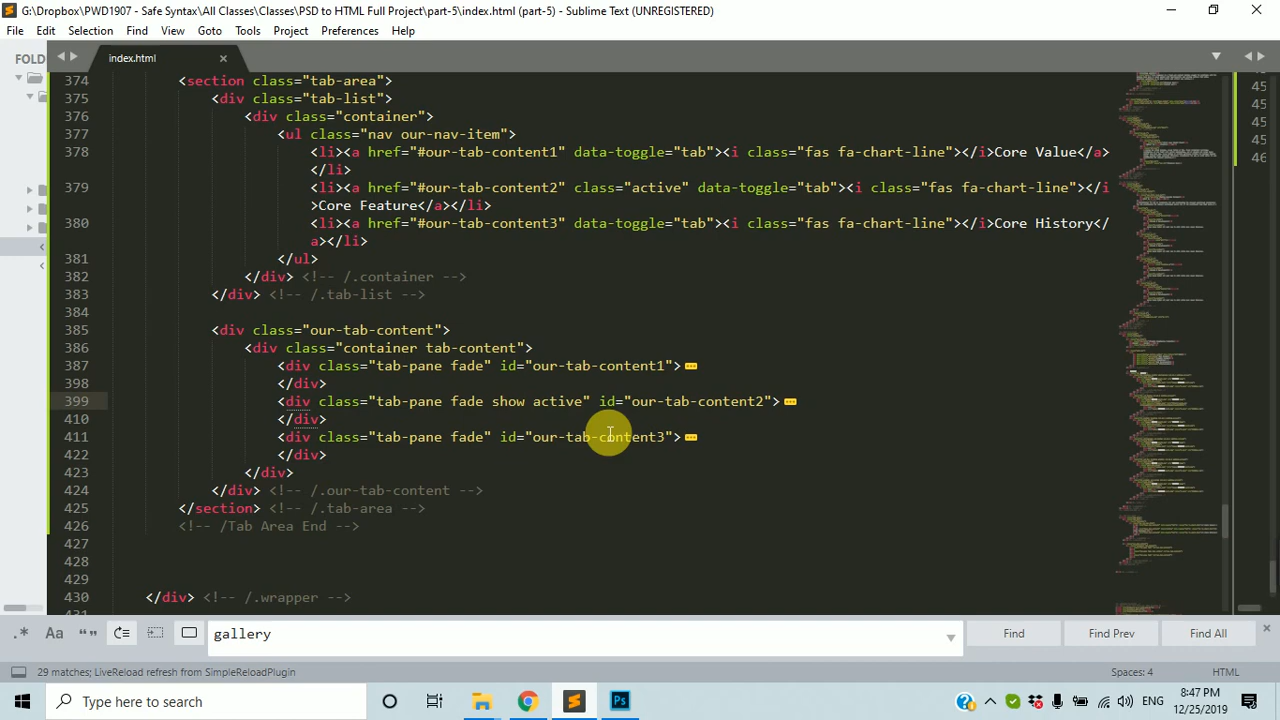 G:\Dropbox\PWD1907 - Safe Syntax\All Classes\Classes\PSD to HTML Full Project\part-5\index.html (part-5) - Sublime Text (UNREGISTERED)
File Edit Selection Find View Goto Tools Project Preferences Help
FOLD
index.html
374 <section class="tab-area">
375 <div class="tab-list">
376 <div class="container">
377 <ul class="nav our-nav-item">
378 <li><a href="#our-tab-content1" data-toggle="tab"><i class="fas fa-chart-line"></i>Core Value</a>
</li>
379 <li><a href="#our-tab-content2" class="active" data-toggle="tab"><i class="fas fa-chart-line"></i
>Core Feature</a></li>
380 <li><a href="#our-tab-content3" data-toggle="tab"><i class="fas fa-chart-line"></i>Core History</
a></li>
381 </ul>
382 </div> <!-- /.container -->
383 </div> <!-- /.tab-list -->
384
385 <div class="our-tab-content">
386 <div class="container tab-content">
387 <div class="tab-pane fade" id="our-tab-content1">
398 </div>
399 <div class="tab-pane fade show active" id="our-tab-content2">
410 </div>
411 <div class="tab-pane fade" id="our-tab-content3">
422 </div>
423 </div>
424 </div> <!-- /.our-tab-content -->
425 </section> <!-- /.tab-area -->
426 <!-- /Tab Area End -->
427
428
429
430 </div> <!-- /.wrapper -->
45
45
45
45
46
gallery
Find Find Prev Find All
29 matches; LiveReload refresh from SimpleReloadPlugin
Spaces: 4 HTML
Type here to search
ENG
8:47 PM
12/25/2019